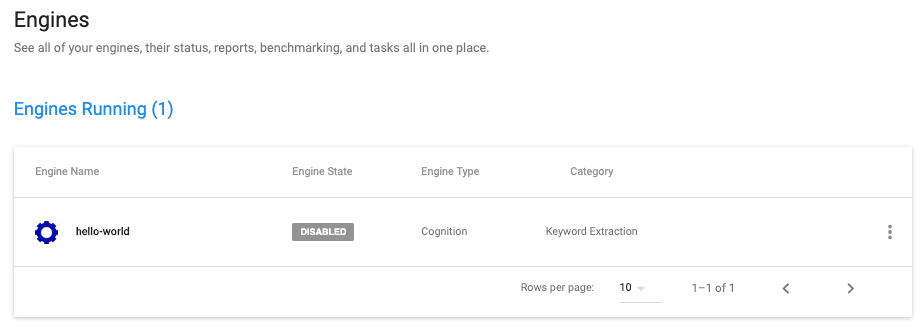 Engines
See all of your engines, their status, reports, benchmarking, and tasks all in one place.
Engines Running (1)
Engine Name Engine State Engine Type Category
hello-world DISABLED Cognition Keyword Extraction
Rows per page: 10 1–1 of 1